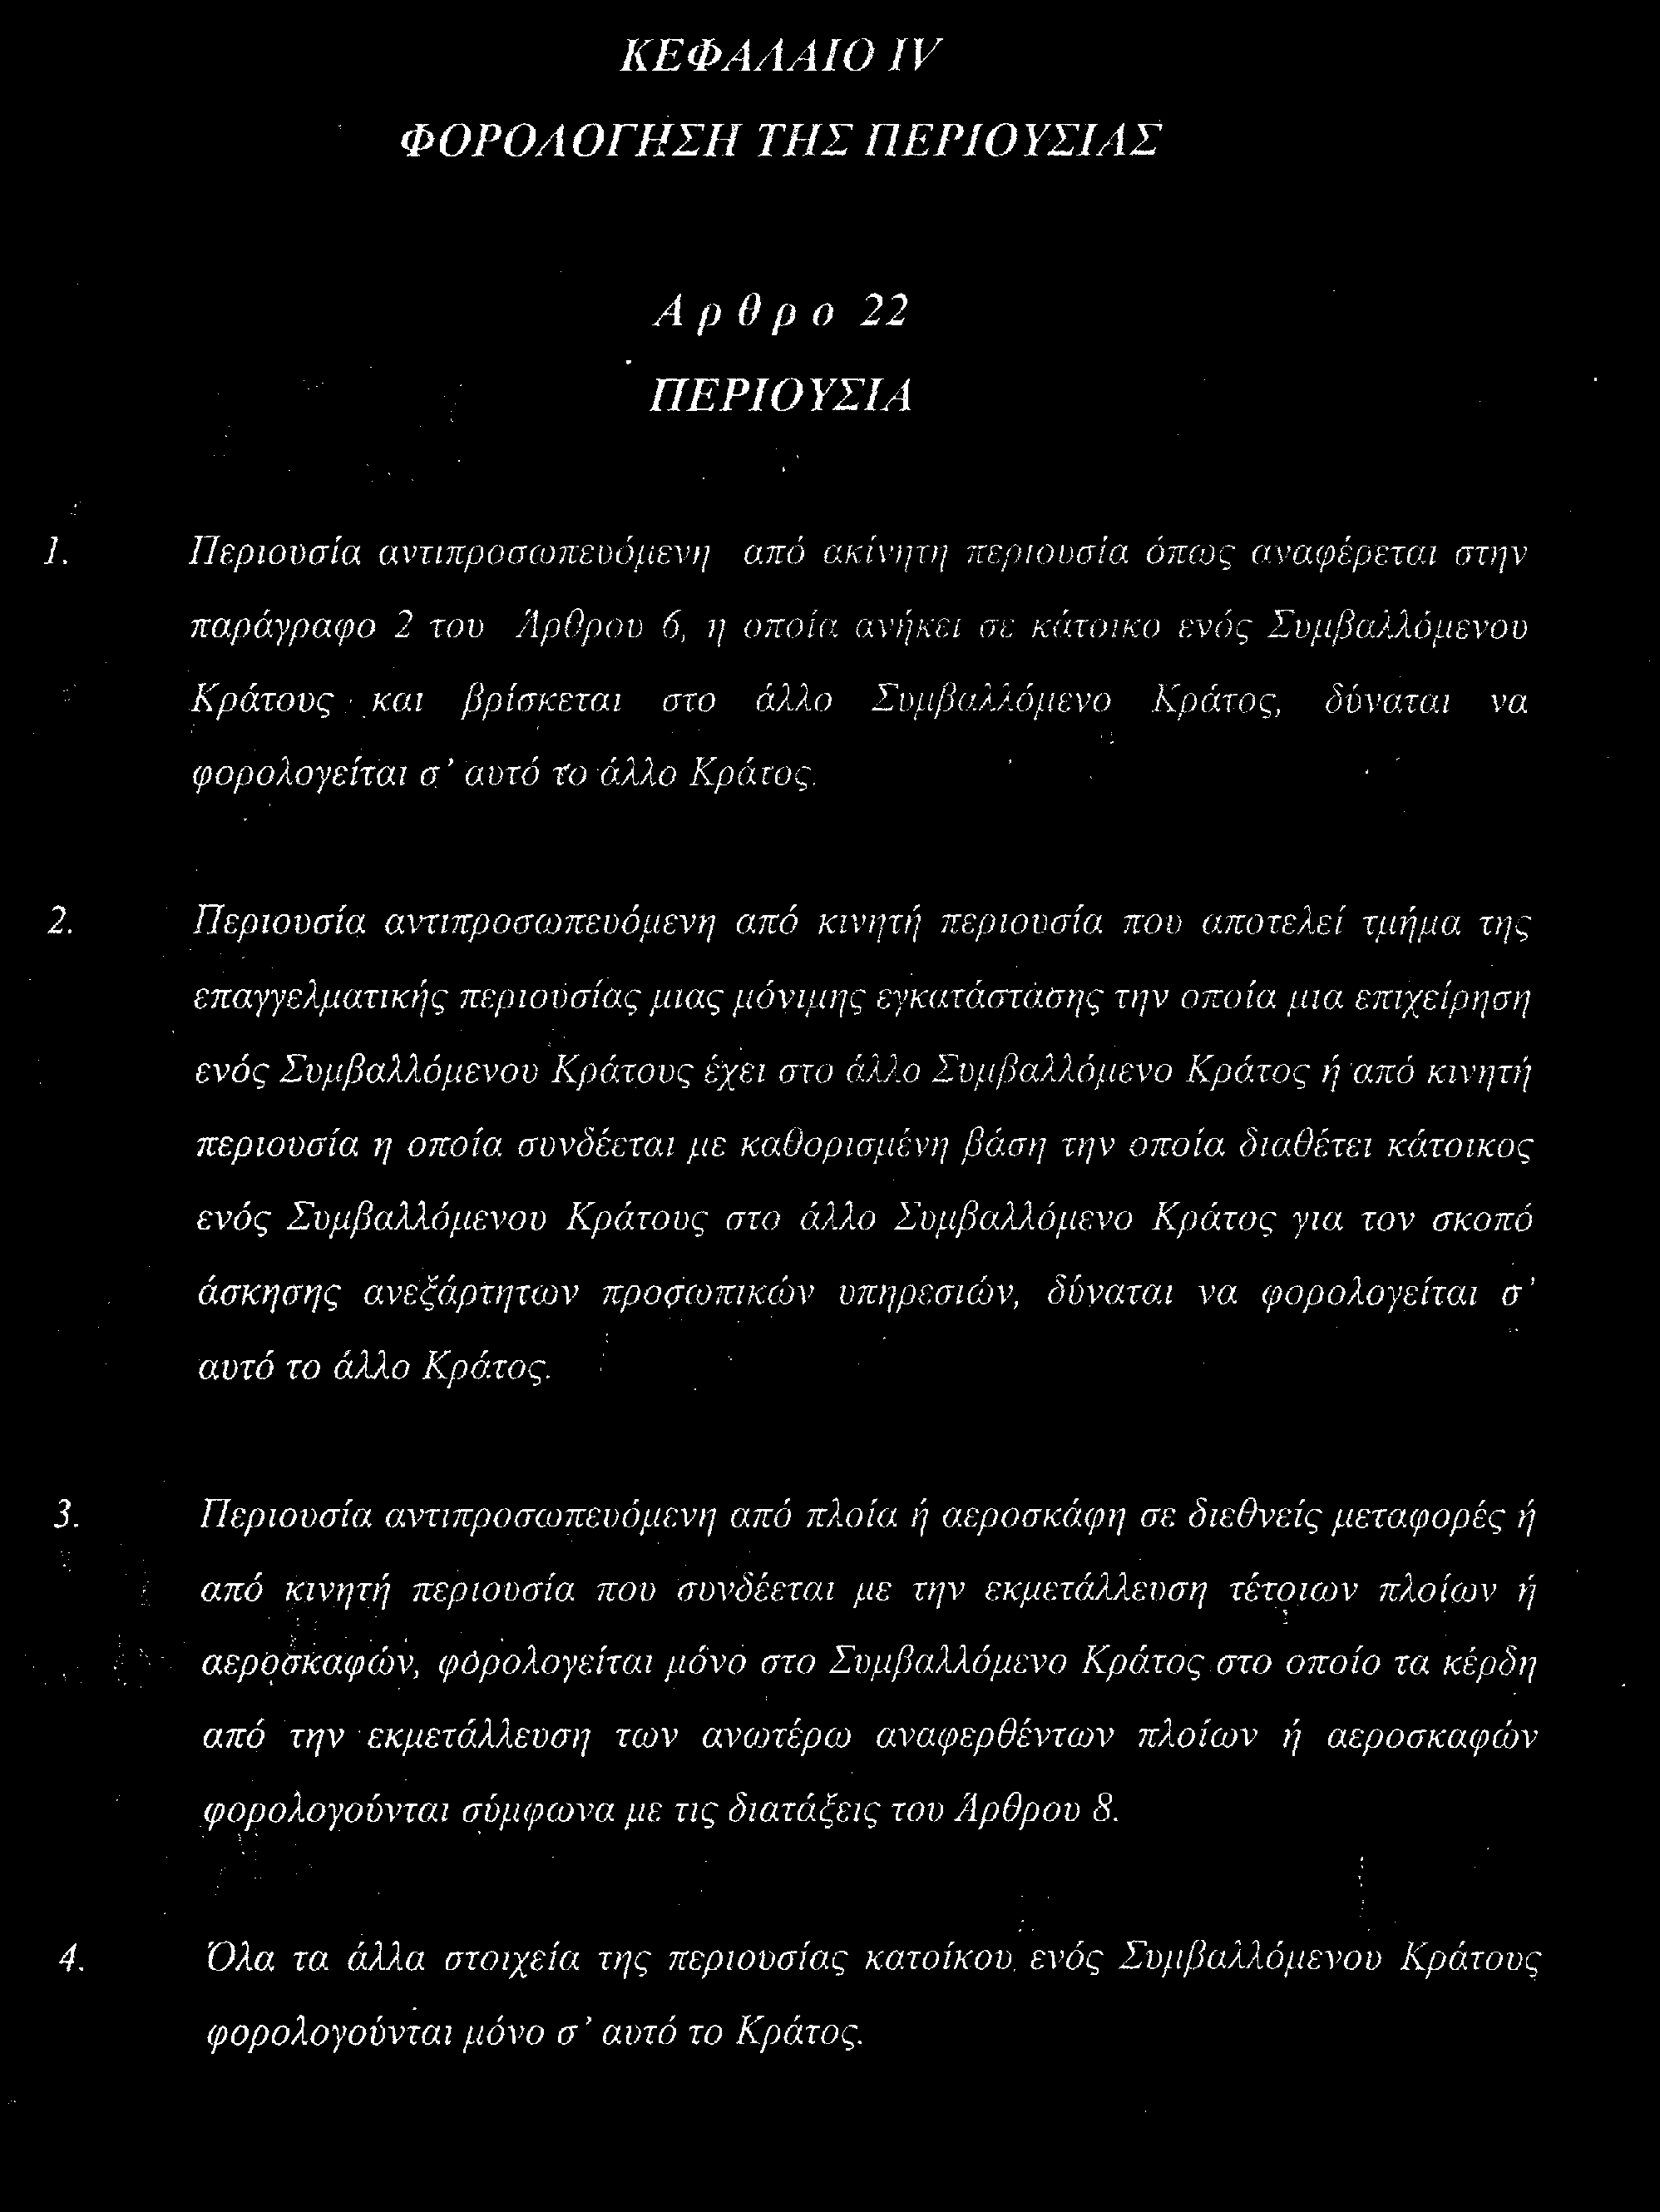 ΚΕΦΑΛΑΙΟ IV
ΦΟΡΟΛΟΓΗΣΗ ΤΗΣ ΠΕΡΙΟΥΣΙΑΣ
Αρθρο 22
ΠΕΡΙΟΥΣΙΑ
1. Περιουσία αντιπροσωπευόμενη από ακίνητη περιουσία όπως αναφέρεται στην
παράγραφο 2 του Άρθρου 6, η οποία ανήκει σε κάτοικο ενός Συμβαλλόμενου
Κράτους και βρίσκεται στο άλλο Συμβαλλόμενο Κράτος, δύναται να
φορολογείται σ' αυτό το άλλο Κράτος.
2. Περιουσία αντιπροσωπευόμενη από κινητή περιουσία που αποτελεί τμήμα της
επαγγελματικής περιουσίας μιας μόνιμης εγκατάστασης την οποία μια επιχείρηση
ενός Συμβαλλόμενου Κράτους έχει στο άλλο Συμβαλλόμενο Κράτος ή από κινητή
περιουσία η οποία συνδέεται με καθορισμένη βάση την οποία διαθέτει κάτοικος
ενός Συμβαλλόμενου Κράτους στο άλλο Συμβαλλόμενο Κράτος για τον σκοπό
άσκησης ανεξάρτητων προσωπικών υπηρεσιών, δύναται να φορολογείται σ'
αυτό το άλλο Κράτος.
3. Περιουσία αντιπροσωπευόμενη από πλοία ή αεροσκάφη σε διεθνείς μεταφορές ή
από κινητή περιουσία που συνδέεται με την εκμετάλλευση τέτοιων πλοίων ή
αεροσκαφών, φορολογείται μόνο στο Συμβαλλόμενο Κράτος στο οποίο τα κέρδη
από την εκμετάλλευση των ανωτέρω αναφερθέντων πλοίων ή αεροσκαφών
φορολογούνται σύμφωνα με τις διατάξεις του Άρθρου 8.
4. Όλα τα άλλα στοιχεία της περιουσίας κατοίκου ενός Συμβαλλόμενου Κράτους
φορολογούνται μόνο σ' αυτό το Κράτος.